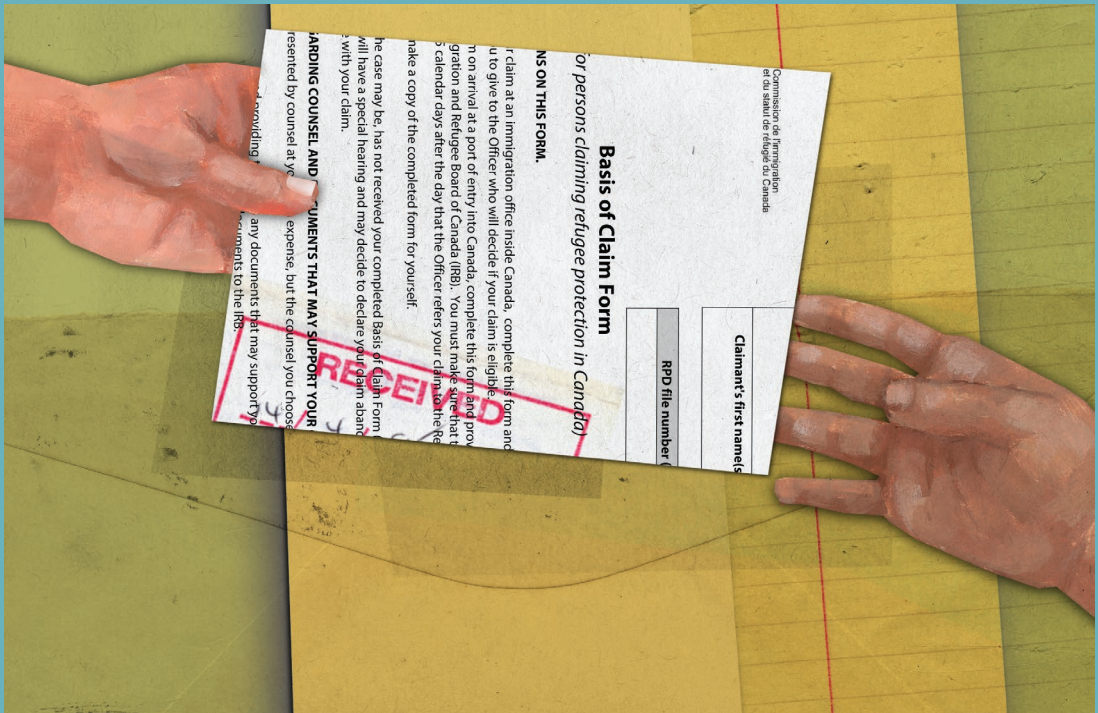 Commission de l'immigration
et du statut de réfugié du Canada
Claimant's first name(s
RPD file number (
Basis of Claim Form
or persons claiming refugee protection in Canada)
NS ON THIS FORM.
r claim at an immigration office inside Canada, complete this form and
u to give to the Officer who will decide if your claim is eligible.
m on arrival at a port of entry into Canada, complete this form and prov
gration and Refugee Board of Canada (IRB). You must make sure that t
5 calendar days after the day that the Officer refers your claim to the Re
make a copy of the completed form for yourself.
he case may be, has not received your completed Basis of Claim Form
will have a special hearing and may decide to declare your claim aband
with your claim.
ARDING COUNSEL AND CUMENTS THAT MAY SUPPORT YOUR
resented by counsel at yo expense, but the counsel you choose
providing any documents that may support yo
ocuments to the IRB.
RECEIVED